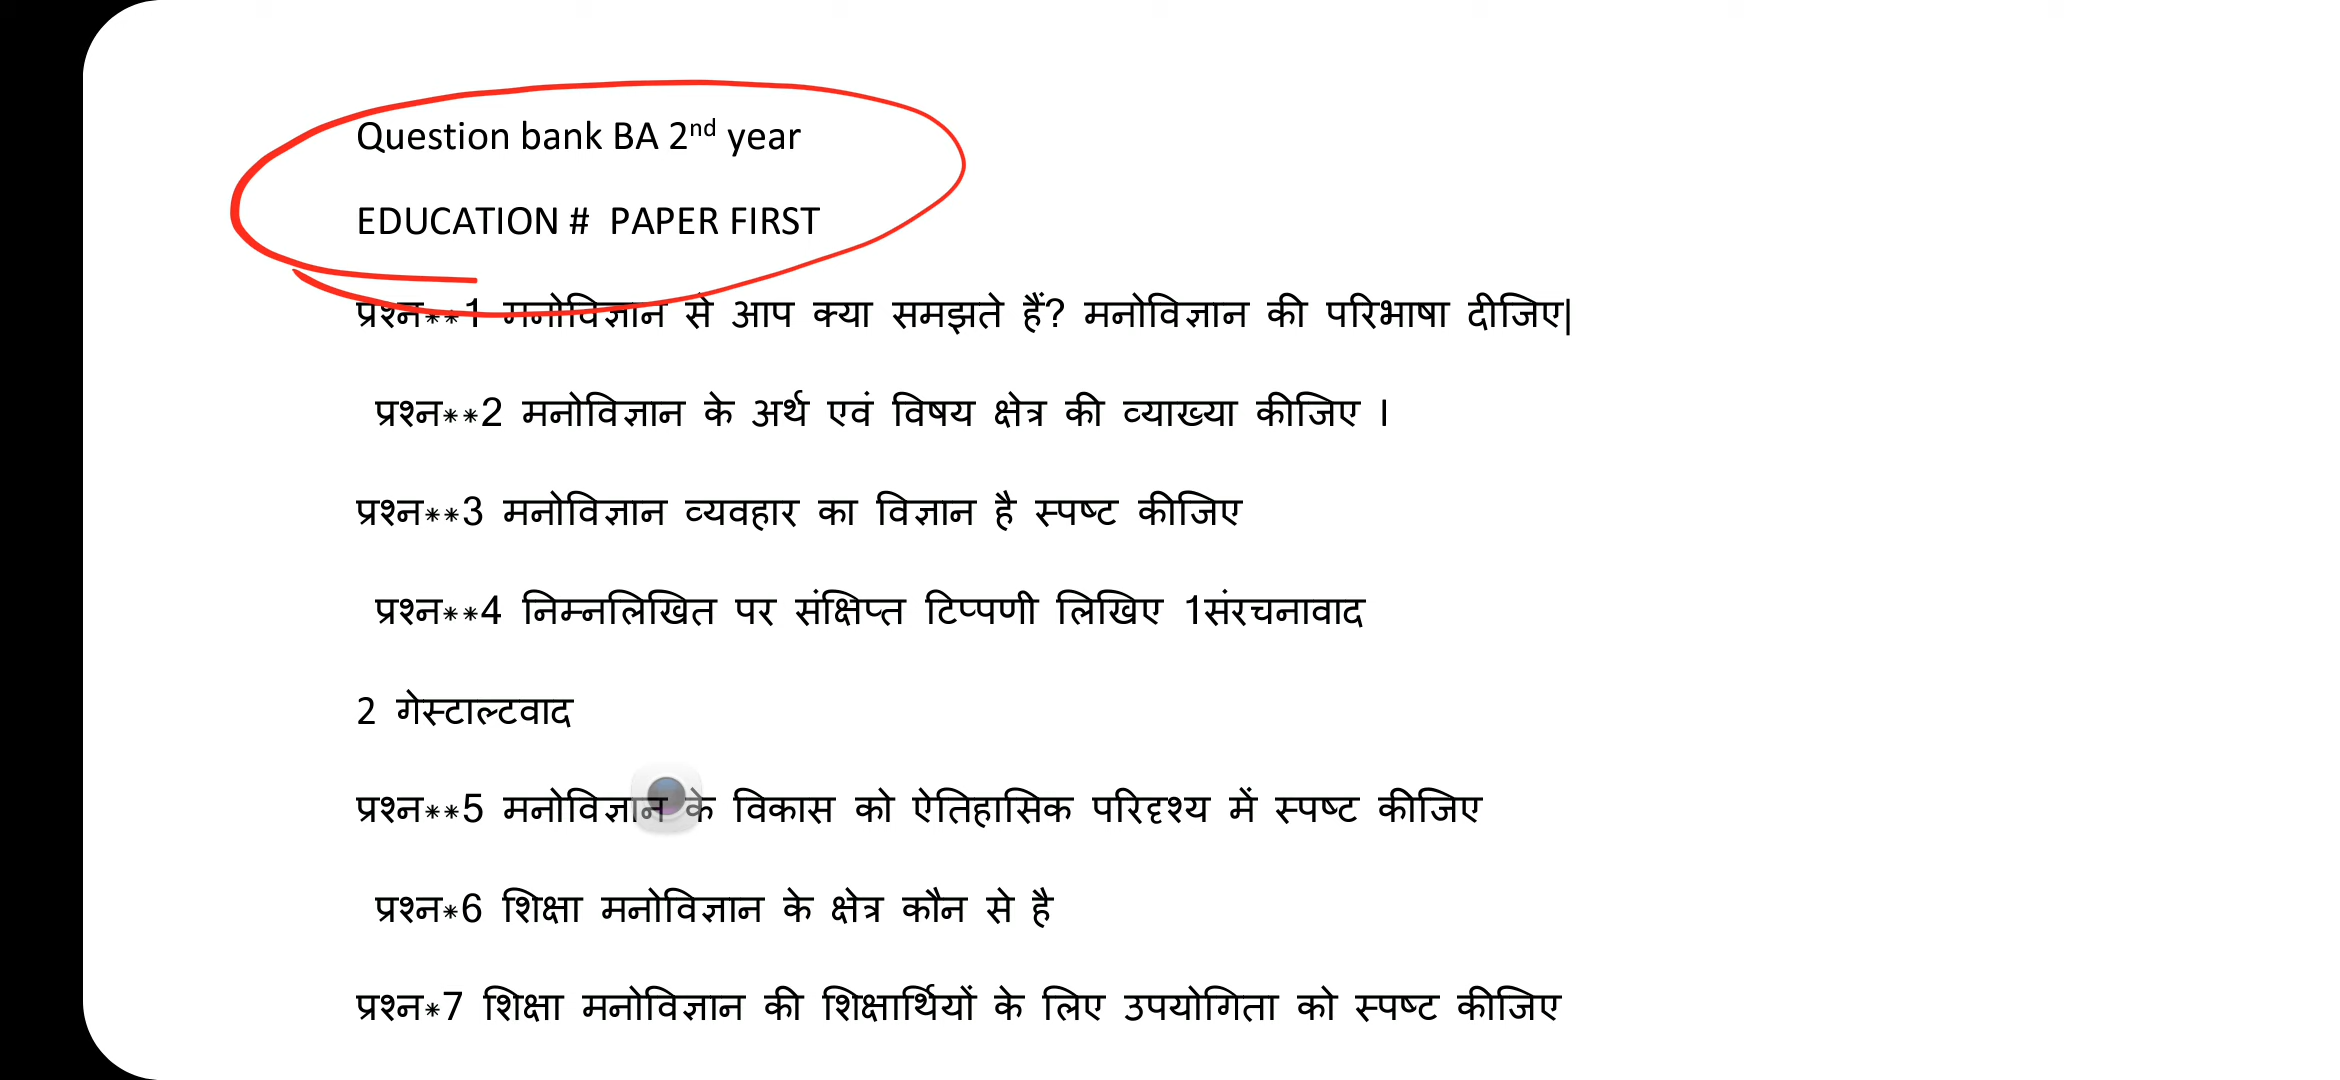 Question bank BA 2nd year
EDUCATION # PAPER FIRST
प्रश्न**1 मनोविज्ञान से आप क्या समझते हैं? मनोविज्ञान की परिभाषा दीजिए|
प्रश्न**2 मनोविज्ञान के अर्थ एवं विषय क्षेत्र की व्याख्या कीजिए ।
प्रश्न**3 मनोविज्ञान व्यवहार का विज्ञान है स्पष्ट कीजिए
प्रश्न**4 निम्नलिखित पर संक्षिप्त टिप्पणी लिखिए 1संरचनावाद
2 गेस्टाल्टवाद
प्रश्न**5 मनोविज्ञान के विकास को ऐतिहासिक परिदृश्य में स्पष्ट कीजिए
प्रश्न*6 शिक्षा मनोविज्ञान के क्षेत्र कौन से है
प्रश्न*7 शिक्षा मनोविज्ञान की शिक्षार्थियों के लिए उपयोगिता को स्पष्ट कीजिए